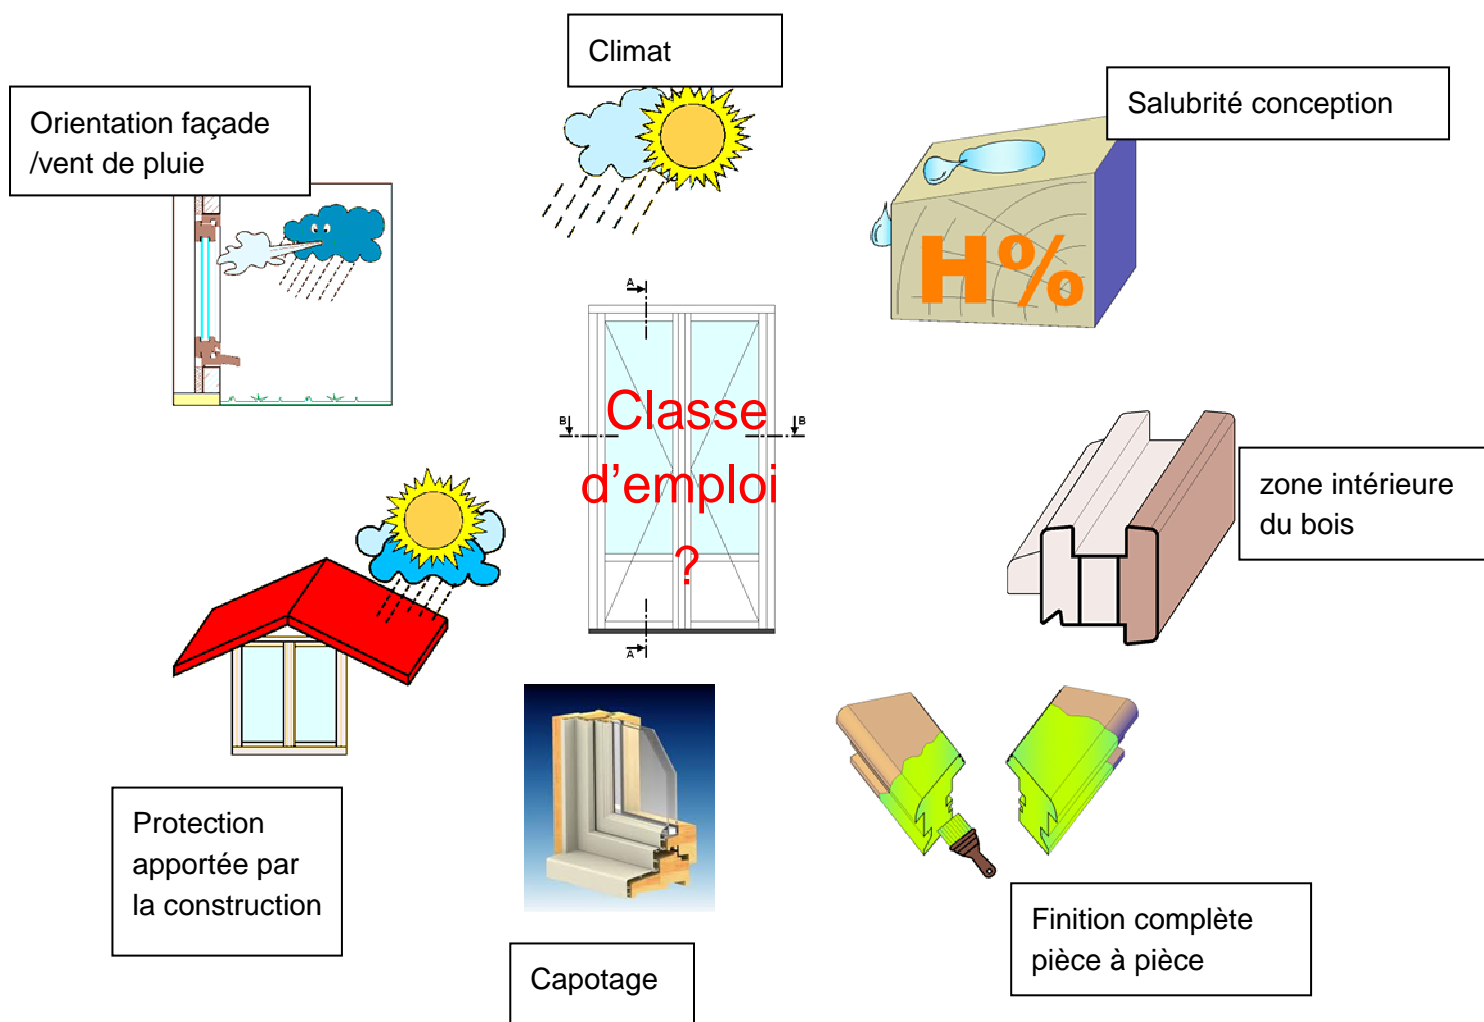 Climat
Orientation façade
/vent de pluie
Salubrité conception
H%
A
Classe
B
B
d'emploi
?
A
zone intérieure
du bois
Protection
apportée par
la construction
Capotage
Finition complète
pièce à pièce